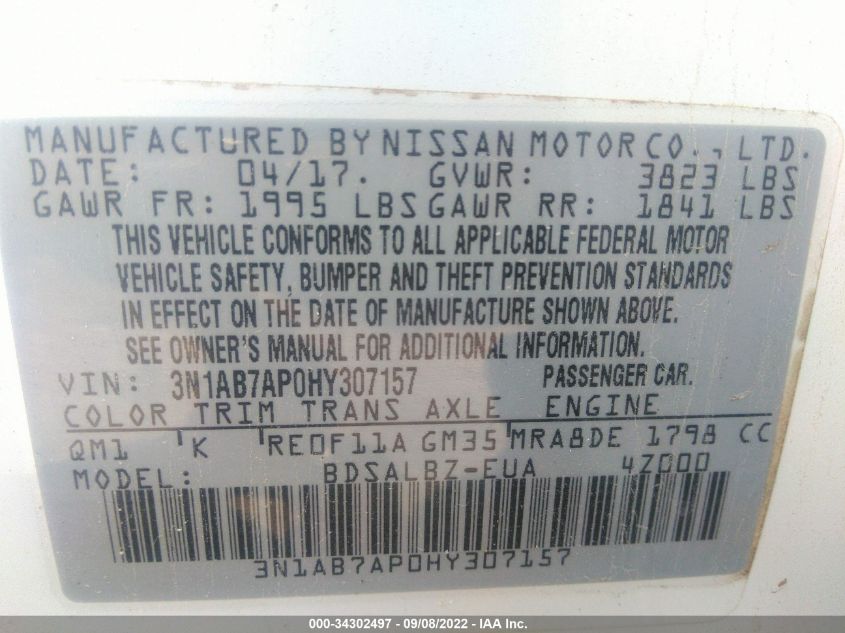 MANUFACTURED BY NISSAN MOTOR CO., LTD.
DATE: 04/17. GVWR: 3823 LBS
GAWR FR: 1995 LBS GAWR RR: 1841 LBS
THIS VEHICLE CONFORMS TO ALL APPLICABLE FEDERAL MOTOR
VEHICLE SAFETY, BUMPER AND THEFT PREVENTION STANDARDS
IN EFFECT ON THE DATE OF MANUFACTURE SHOWN ABOVE.
SEE OWNER'S MANUAL FOR ADDITIONAL INFORMATION.
VIN: 3N1AB7AP0HY307157 PASSENGER CAR.
COLOR TRIM TRANS AXLE ENGINE
QM1 K RE0F11A GM35 MRA8DE 1798 CC
MODEL: BDSALBZ-EUA 4Z000
3N1AB7AP0HY307157
000-34302497 - 09/08/2022 - IAA Inc.